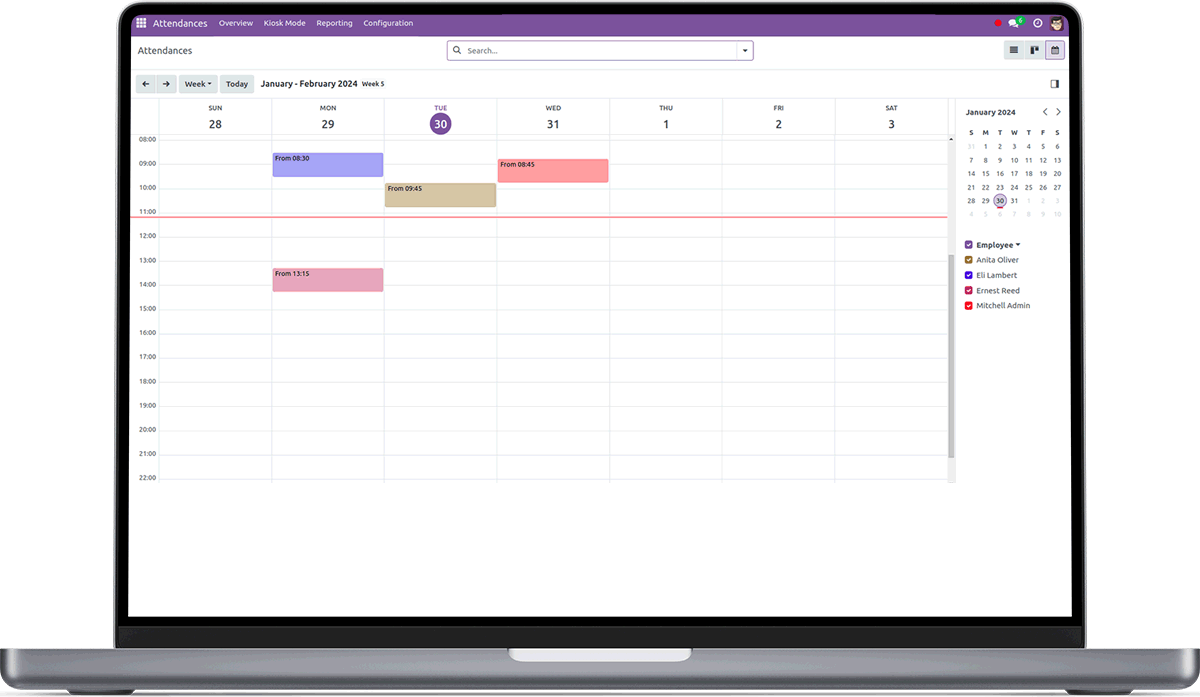 Attendances Overview Kiosk Mode Reporting Configuration 6
Attendances Search...
Week Today January - February 2024 Week 5
SUN MON TUE WED THU FRI SAT
28 29 30 31 1 2 3
08:00
From 08:30
From 08:45
09:00
10:00
From 09:45
11:00
12:00
13:00
From 13:15
14:00
15:00
16:00
17:00
18:00
19:00
20:00
21:00
22:00
January 2024
S M T W T F S
31 1 2 3 4 5 6
7 8 9 10 11 12 13
14 15 16 17 18 19 20
21 22 23 24 25 26 27
28 29 30 31 1 2 3
4 5 6 7 8 9 10
Employee
Anita Oliver
Eli Lambert
Ernest Reed
Mitchell Admin